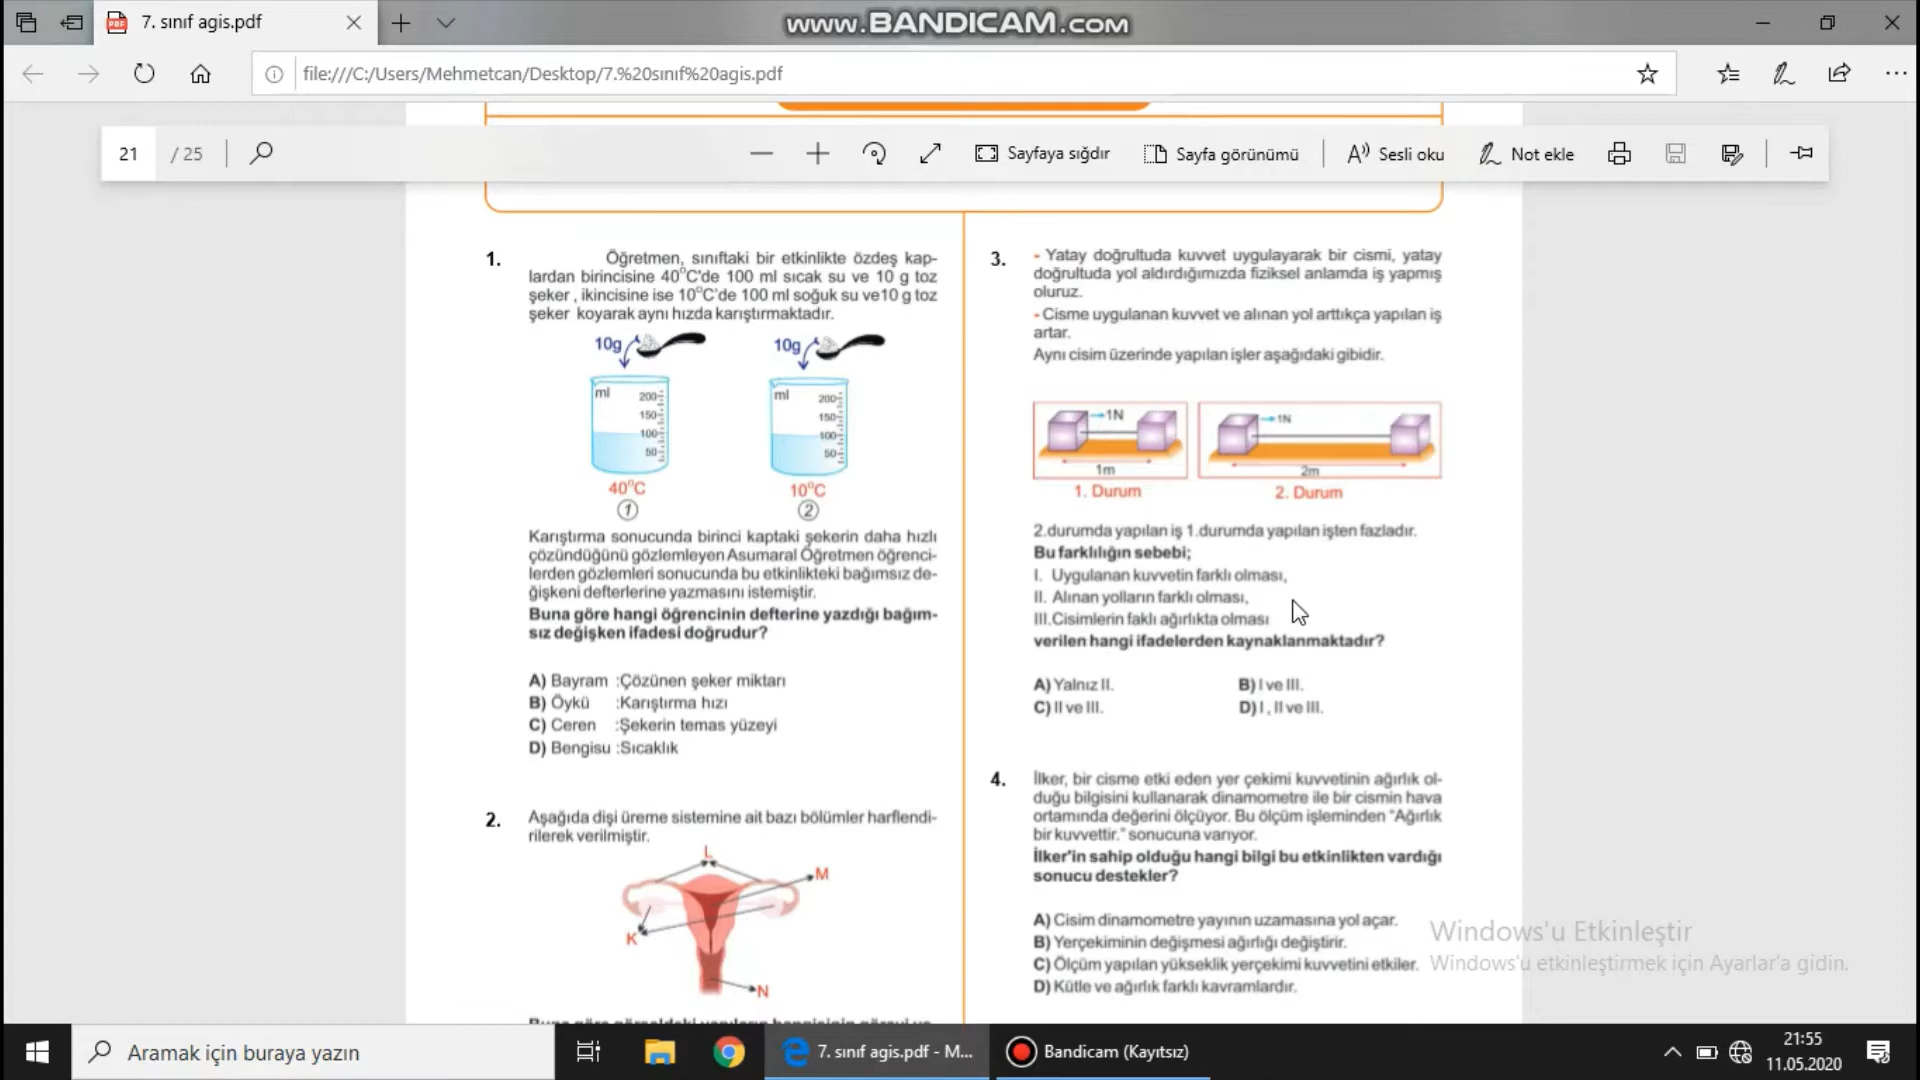 7. sınıf agis.pdf
www.BANDICAM.com
file:///C:/Users/Mehmetcan/Desktop/7.%20sınıf%20agis.pdf
21 / 25
Sayfaya sığdır
Sayfa görünümü
Sesli oku
Not ekle
1. Öğretmen, sınıftaki bir etkinlikte özdeş kap-
lardan birincisine 40°C'de 100 ml sıcak su ve 10 g toz
şeker , ikincisine ise 10°C'de 100 ml soğuk su ve10 g toz
şeker koyarak aynı hızda karıştırmaktadır.
10g 10g
ml 200 150 100 50
ml 200 150 100 50
40°C 10°C
1 2
Karıştırma sonucunda birinci kaptaki şekerin daha hızlı
çözündüğünü gözlemleyen Asumaral Öğretmen öğrenci-
lerden gözlemleri sonucunda bu etkinlikteki bağımsız de-
ğişkeni defterlerine yazmasını istemiştir.
Buna göre hangi öğrencinin defterine yazdığı bağım-
sız değişken ifadesi doğrudur?
A) Bayram :Çözünen şeker miktarı
B) Öykü :Karıştırma hızı
C) Ceren :Şekerin temas yüzeyi
D) Bengisu :Sıcaklık
2. Aşağıda dişi üreme sistemine ait bazı bölümler harflendi-
rilerek verilmiştir.
L
M
K
N
3. - Yatay doğrultuda kuvvet uygulayarak bir cismi, yatay
doğrultuda yol aldırdığımızda fiziksel anlamda iş yapmış
oluruz.
- Cisme uygulanan kuvvet ve alınan yol arttıkça yapılan iş
artar.
Aynı cisim üzerinde yapılan işler aşağıdaki gibidir.
1N 1N
1m 2m
1. Durum 2. Durum
2.durumda yapılan iş 1.durumda yapılan işten fazladır.
Bu farklılığın sebebi;
I. Uygulanan kuvvetin farklı olması,
II. Alınan yolların farklı olması,
III.Cisimlerin faklı ağırlıkta olması
verilen hangi ifadelerden kaynaklanmaktadır?
A) Yalnız II. B) I ve III.
C) II ve III. D) I , II ve III.
4. İlker, bir cisme etki eden yer çekimi kuvvetinin ağırlık ol-
duğu bilgisini kullanarak dinamometre ile bir cismin hava
ortamında değerini ölçüyor. Bu ölçüm işleminden “Ağırlık
bir kuvvettir.” sonucuna varıyor.
İlker'in sahip olduğu hangi bilgi bu etkinlikten vardığı
sonucu destekler?
A) Cisim dinamometre yayının uzamasına yol açar.
B) Yerçekiminin değişmesi ağırlığı değiştirir.
C) Ölçüm yapılan yükseklik yerçekimi kuvvetini etkiler.
D) Kütle ve ağırlık farklı kavramlardır.
Windows'u Etkinleştir
Windows'u etkinleştirmek için Ayarlar'a gidin.
Aramak için buraya yazın
7. sınıf agis.pdf - M...
Bandicam (Kayıtsız)
21:55
11.05.2020